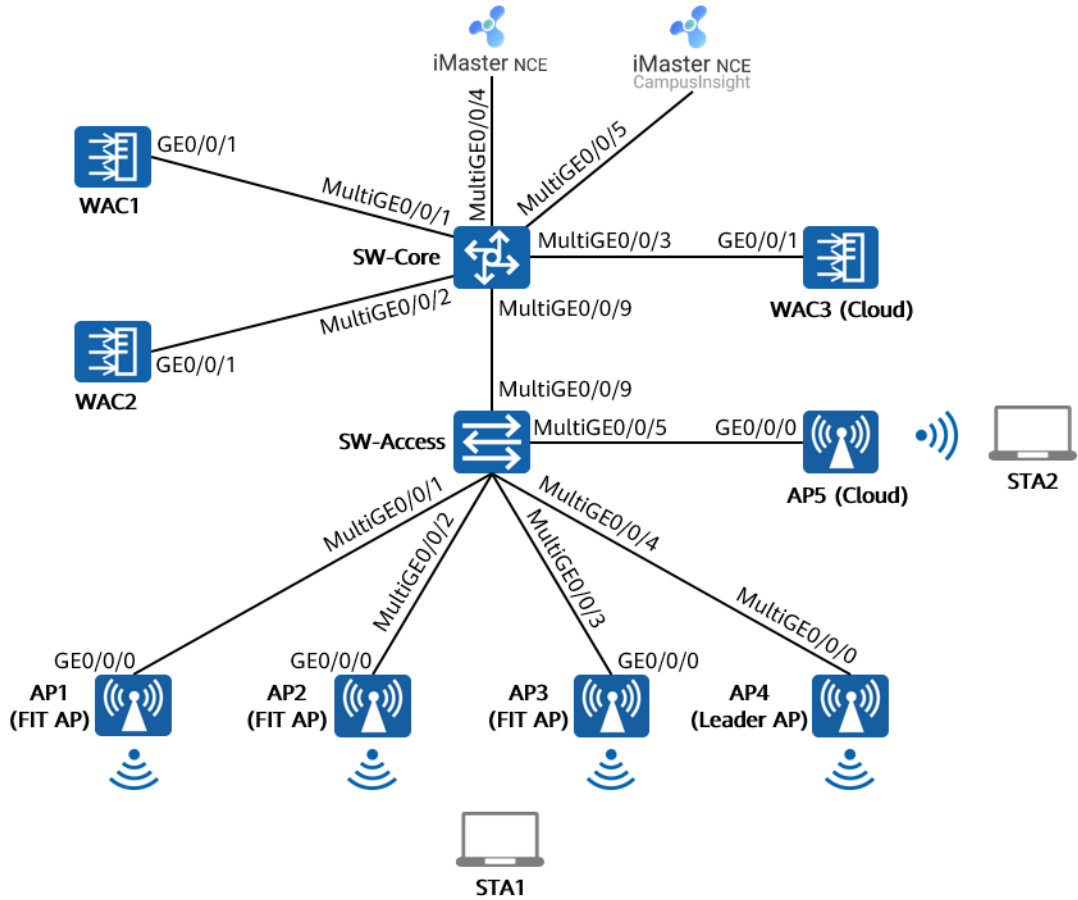 iMaster NCE
iMaster NCE
CampusInsight
MultiGE0/0/4
MultiGE0/0/5
GE0/0/1
WAC1
MultiGE0/0/1
SW-Core
MultiGE0/0/3
GE0/0/1
WAC3 (Cloud)
MultiGE0/0/2
GE0/0/1
WAC2
MultiGE0/0/9
MultiGE0/0/9
SW-Access
MultiGE0/0/5
GE0/0/0
AP5 (Cloud)
STA2
MultiGE0/0/1
MultiGE0/0/2
MultiGE0/0/3
MultiGE0/0/4
GE0/0/0
GE0/0/0
GE0/0/0
MultiGE0/0/0
AP1
(FIT AP)
AP2
(FIT AP)
AP3
(FIT AP)
AP4
(Leader AP)
STA1